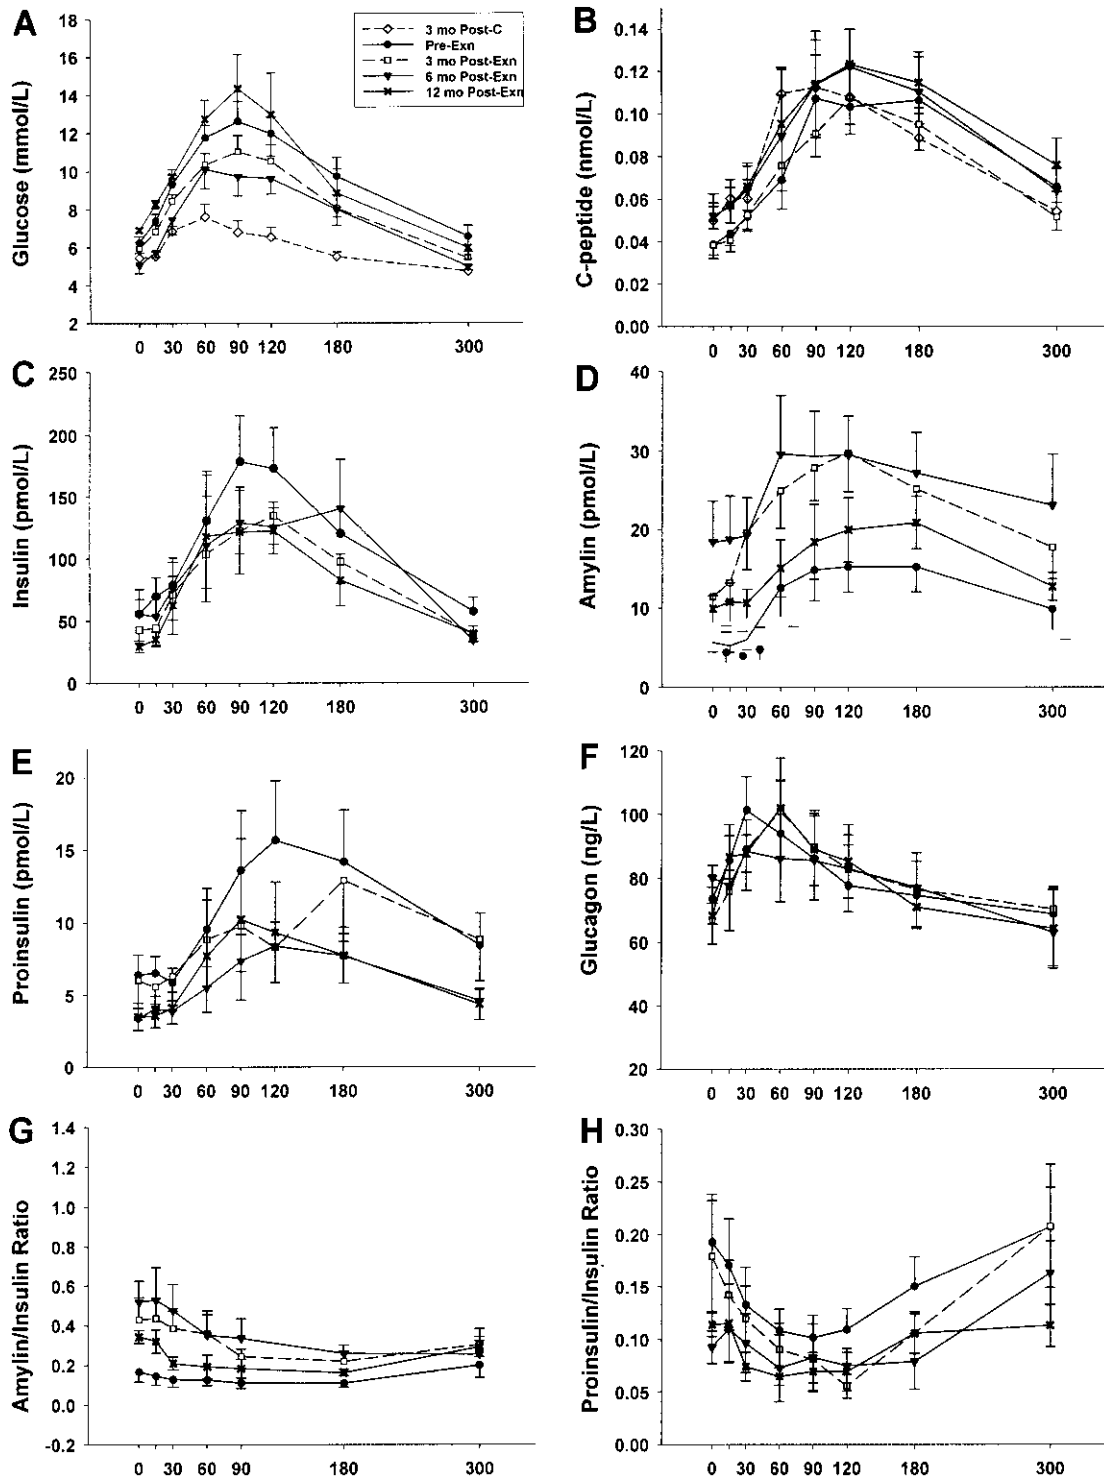 A
Glucose (mmol/L)
18
16
14
12
10
8
6
4
2
0 30 60 90 120 180 300
3 mo Post-C
Pre-Exn
3 mo Post-Exn
6 mo Post-Exn
12 mo Post-Exn
B
C-peptide (nmol/L)
0.14
0.12
0.10
0.08
0.06
0.04
0.02
0.00
0 30 60 90 120 180 300
C
Insulin (pmol/L)
250
200
150
100
50
0
0 30 60 90 120 180 300
D
Amylin (pmol/L)
40
30
20
10
0
0 30 60 90 120 180 300
E
Proinsulin (pmol/L)
20
15
10
5
0
0 30 60 90 120 180 300
F
Glucagon (ng/L)
120
100
80
60
40
20
0 30 60 90 120 180 300
G
Amylin/Insulin Ratio
1.4
1.2
1.0
0.8
0.6
0.4
0.2
0.0
-0.2
0 30 60 90 180 300
H
Proinsulin/Insulin Ratio
0.30
0.25
0.20
0.15
0.10
0.05
0.00
0 30 60 90 120 180 300